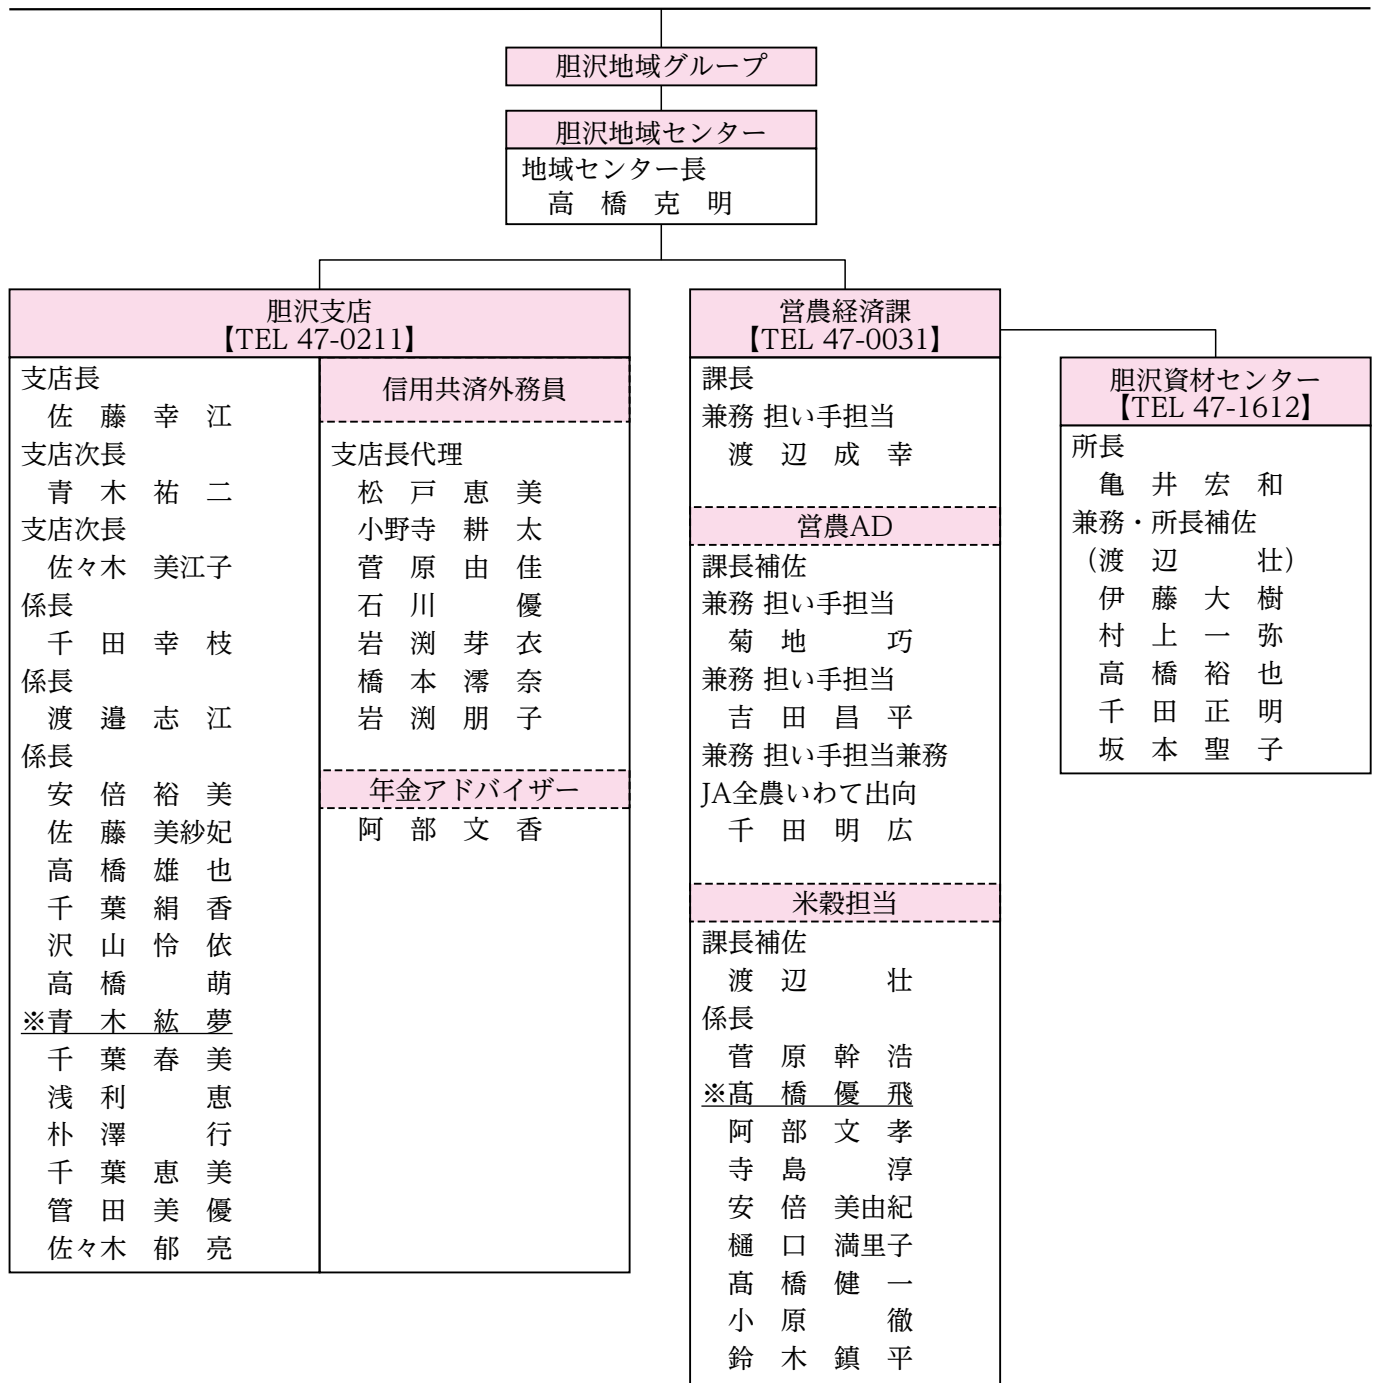 胆沢地域グループ
胆沢地域センター
地域センター長
高橋克明
胆沢支店
【TEL 47-0211】
支店長
佐藤幸江
支店次長
青木祐二
支店次長
佐々木美江子
係長
千田幸枝
係長
渡邉志江
係長
安倍裕美
佐藤美紗妃
高橋雄也
千葉絹香
沢山怜依
高橋萌
※青木紘夢
千葉春美
浅利恵
朴澤行
千葉恵美
管田美優
佐々木郁亮
信用共済外務員
支店長代理
松戸恵美
小野寺耕太
菅原由佳
石川優
岩渕芽衣
橋本澪奈
岩渕朋子
年金アドバイザー
阿部文香
営農経済課
【TEL 47-0031】
課長
兼務 担い手担当
渡辺成幸
営農AD
課長補佐
兼務 担い手担当
菊地巧
兼務 担い手担当
吉田昌平
兼務 担い手担当兼務
JA全農いわて出向
千田明広
米穀担当
課長補佐
渡辺壮
係長
菅原幹浩
※髙橋優飛
阿部文孝
寺島淳
安倍美由紀
樋口満里子
髙橋健一
小原徹
鈴木鎮平
胆沢資材センター
【TEL 47-1612】
所長
亀井宏和
兼務・所長補佐
（渡辺壮）
伊藤大樹
村上一弥
高橋裕也
千田正明
坂本聖子